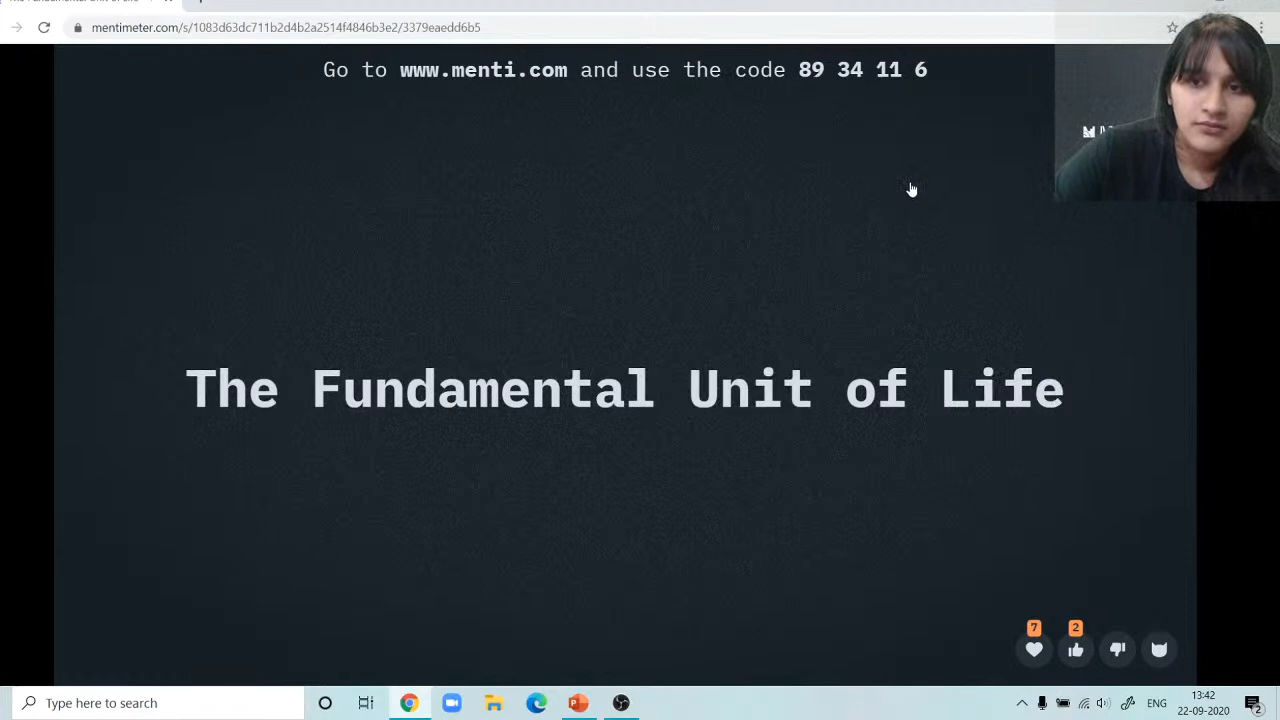 mentimeter.com/s/1083d63dc711b2d4b2a2514f4846b3e2/3379eaedd6b5
Go to www.menti.com and use the code 89 34 11 6
The Fundamental Unit of Life
7 2
Type here to search
ENG
13:42
22-09-2020
2